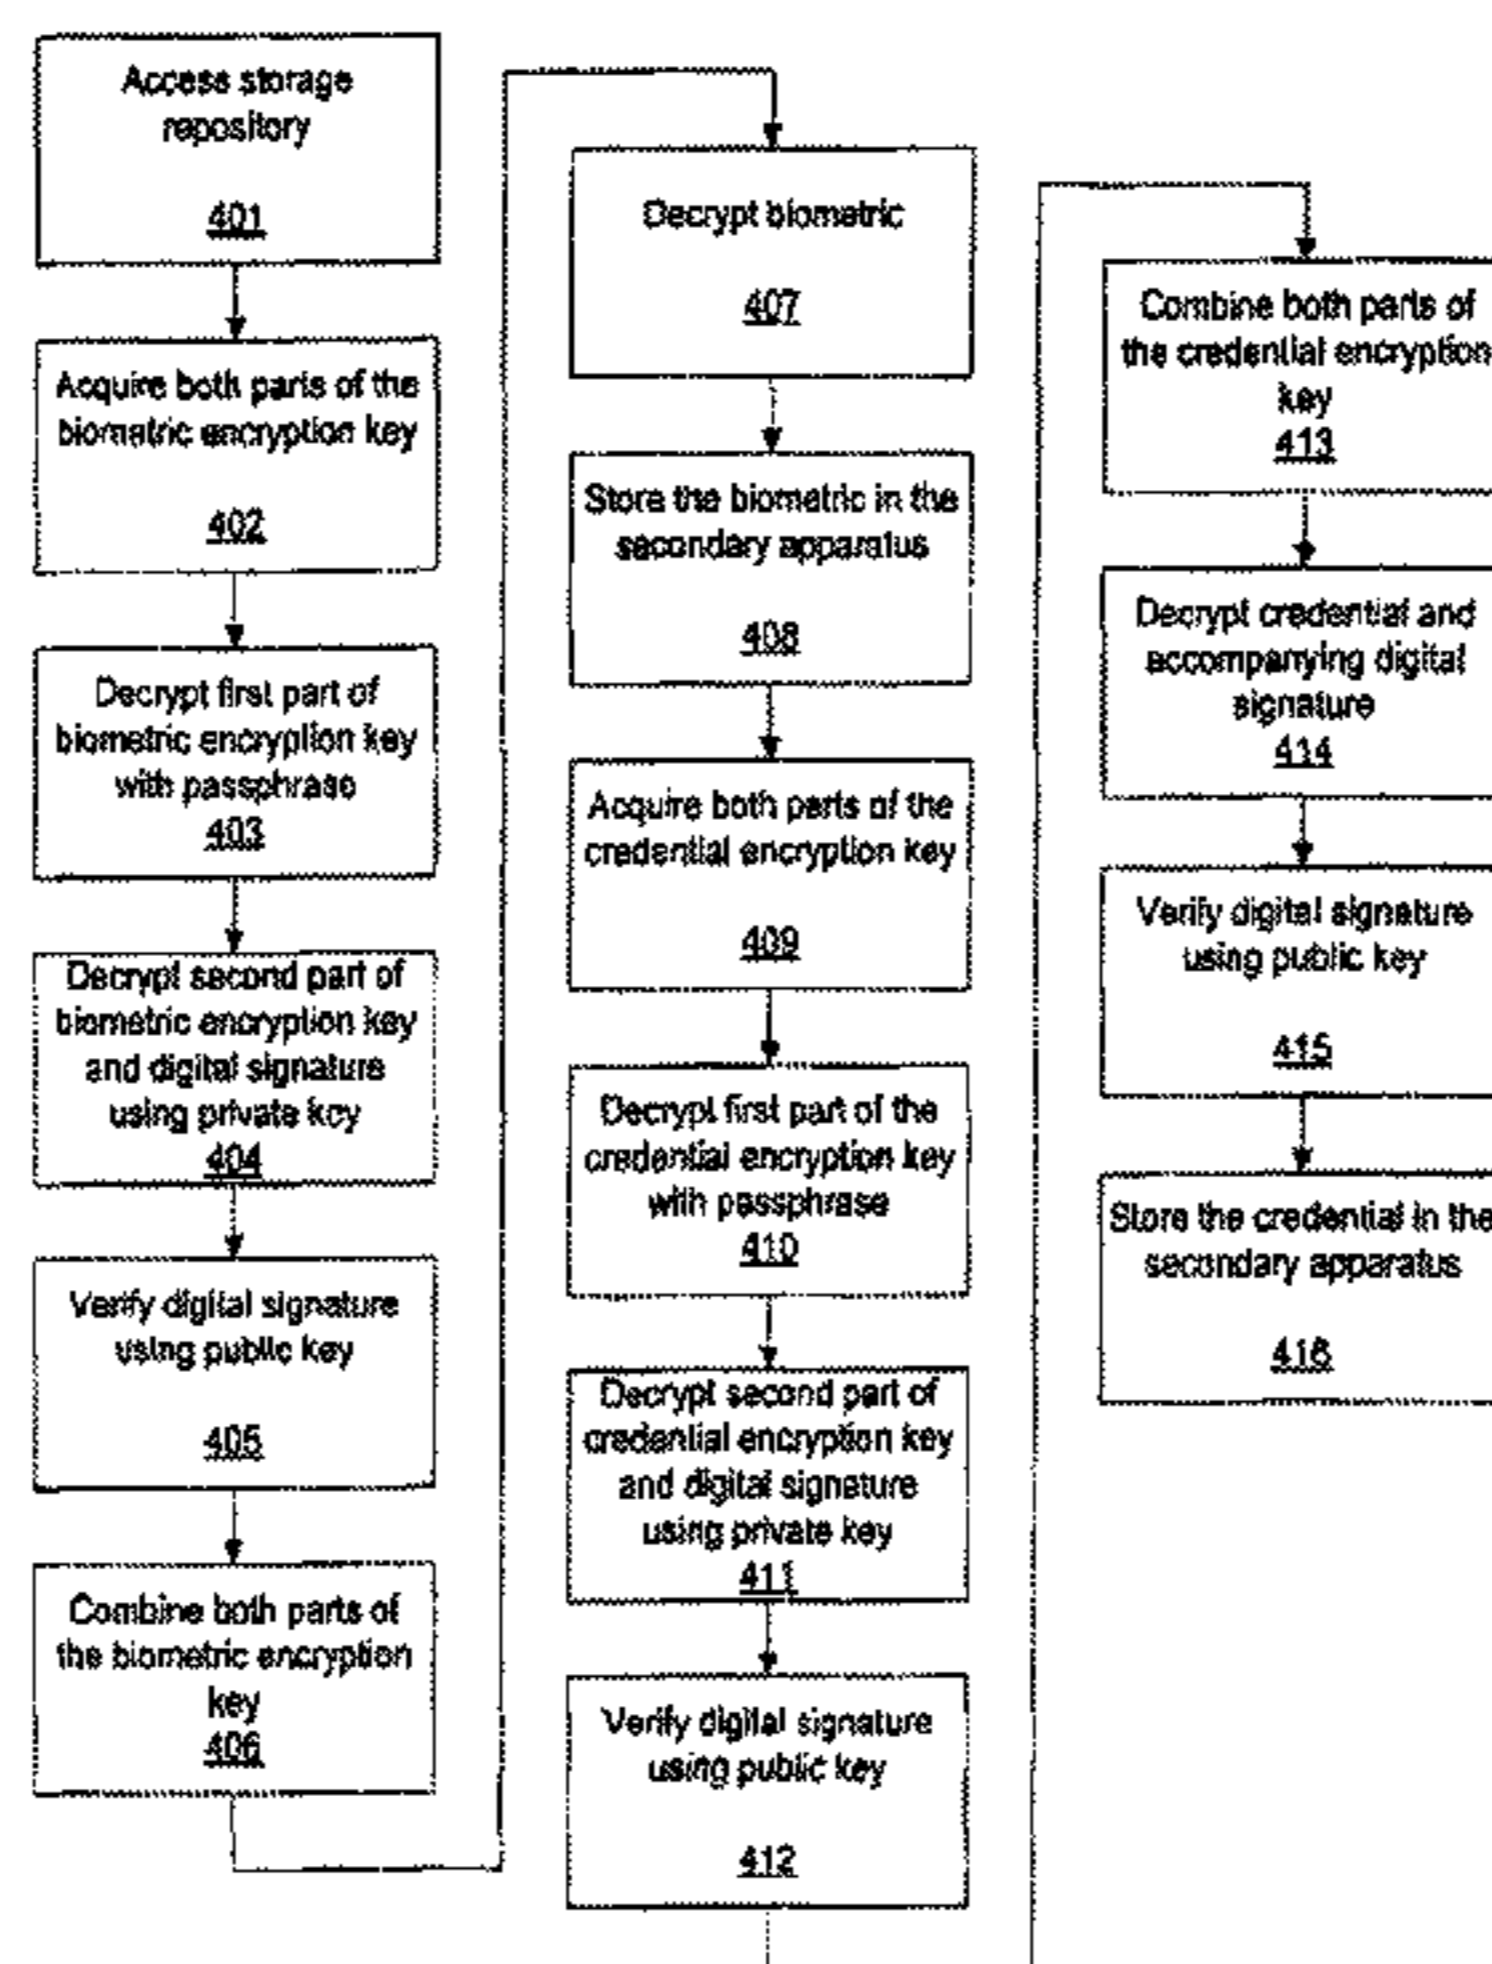 Access storage
repository
401
Acquire both parts of the
biometric encryption key
402
Decrypt first part of
biometric encryption key
with passphrase
403
Decrypt second part of
biometric encryption key
and digital signature
using private key
404
Verify digital signature
using public key
405
Combine both parts of
the biometric encryption
key
406
Decrypt biometric
407
Store the biometric in the
secondary apparatus
408
Acquire both parts of the
credential encryption key
409
Decrypt first part of the
credential encryption key
with passphrase
410
Decrypt second part of
credential encryption key
and digital signature
using private key
411
Verify digital signature
using public key
412
Combine both parts of
the credential encryption
key
413
Decrypt credential and
accompanying digital
signature
414
Verify digital signature
using public key
415
Store the credential in the
secondary apparatus
416